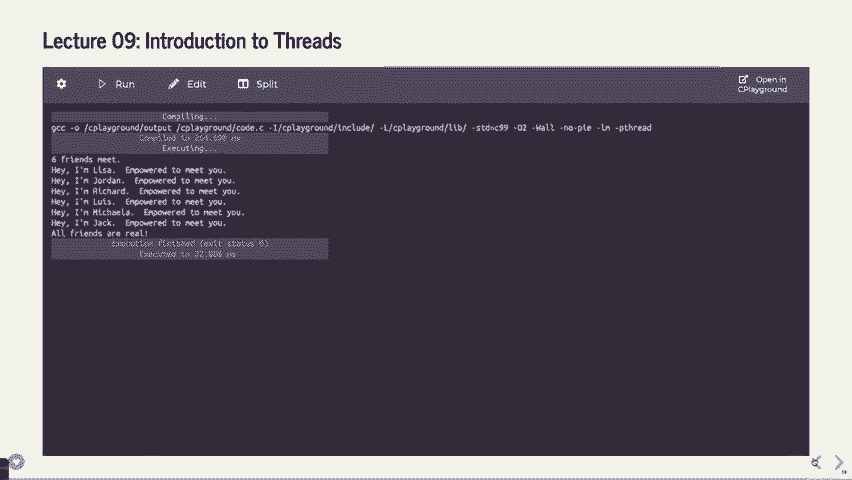 Lecture 09: Introduction to Threads
Run Edit Split
Open in
CPlayground
Compiling...
gcc -o /cplayground/output /cplayground/code.c -I/cplayground/include/ -L/cplayground/lib/ -std=c99 -O2 -Wall -no-pie -lm -pthread
Compiled in ms
Executing...
6 friends meet.
Hey, I'm Lisa. Empowered to meet you.
Hey, I'm Jordan. Empowered to meet you.
Hey, I'm Richard. Empowered to meet you.
Hey, I'm Luis. Empowered to meet you.
Hey, I'm Michaela. Empowered to meet you.
Hey, I'm Jack. Empowered to meet you.
All friends are real!
Execution finished (exit status 0)
Executed in ms